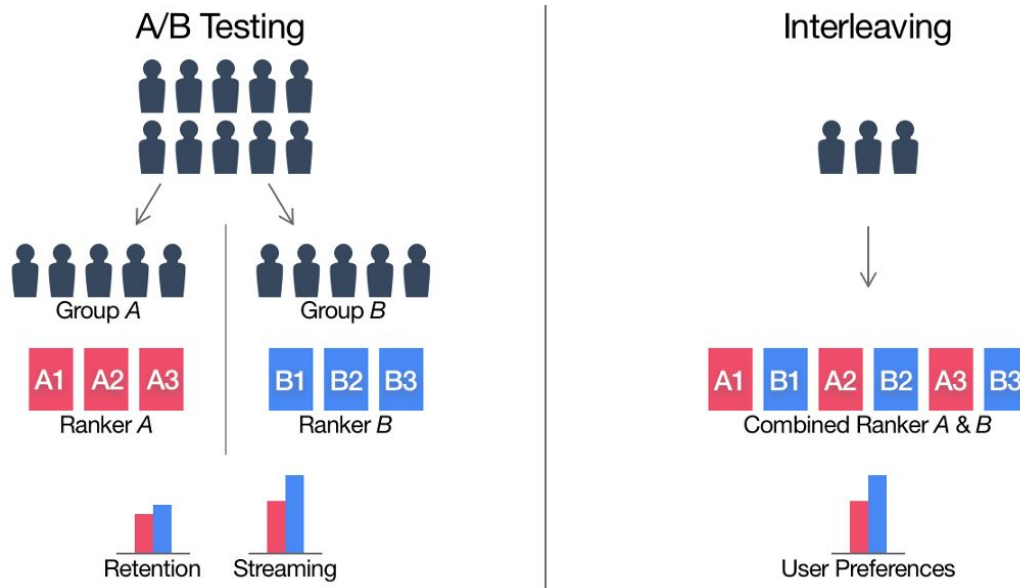 A/B Testing
Group A
Group B
A1 A2 A3
B1 B2 B3
Ranker A
Ranker B
Retention
Streaming
Interleaving
A1 B1 A2 B2 A3 B3
Combined Ranker A & B
User Preferences